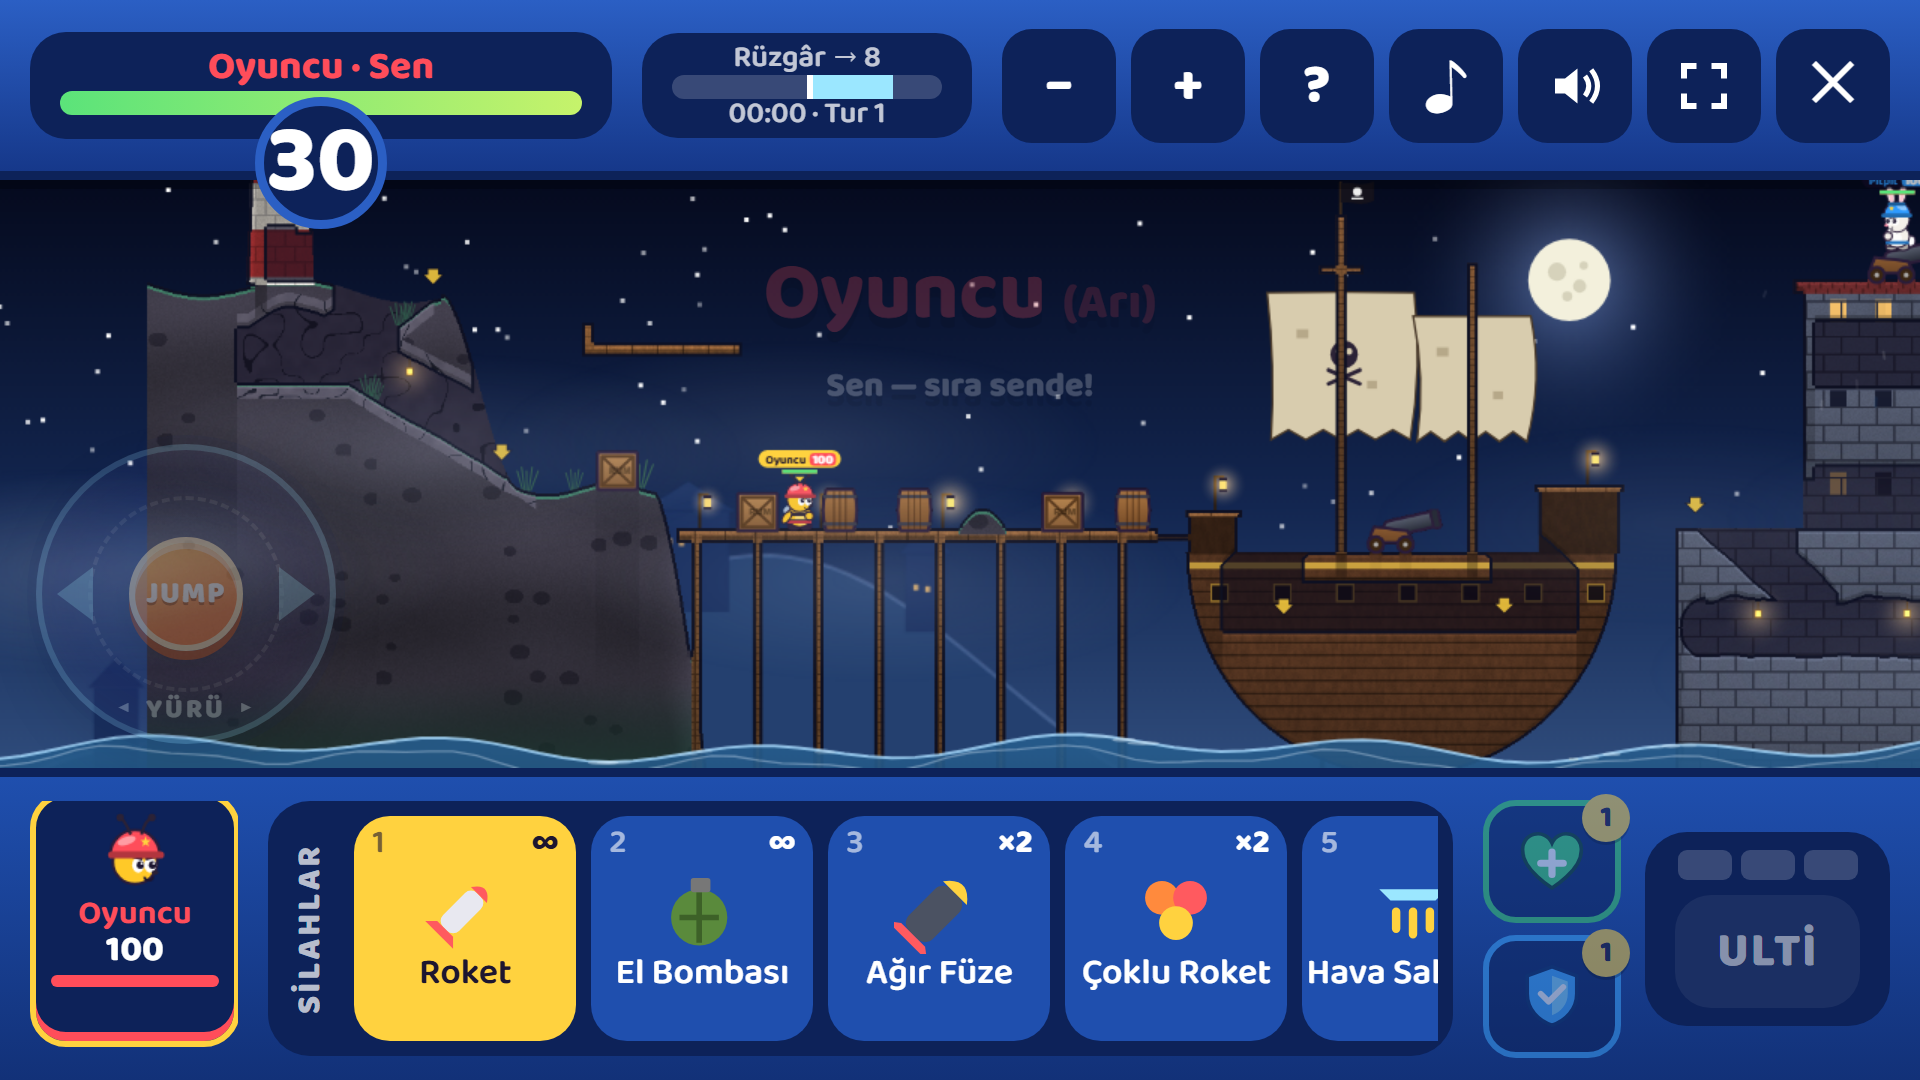 Oyuncu · Sen
30
Rüzgâr → 8
00:00 · Tur 1
?
Oyuncu (Arı)
Sen — sıra sende!
Oyuncu 100
JUMP
◂ YÜRÜ ▸
Oyuncu
100
SİLAHLAR
1 ∞
Roket
2 ∞
El Bombası
3 ×2
Ağır Füze
4 ×2
Çoklu Roket
5
Hava Sal
1
1
ULTİ